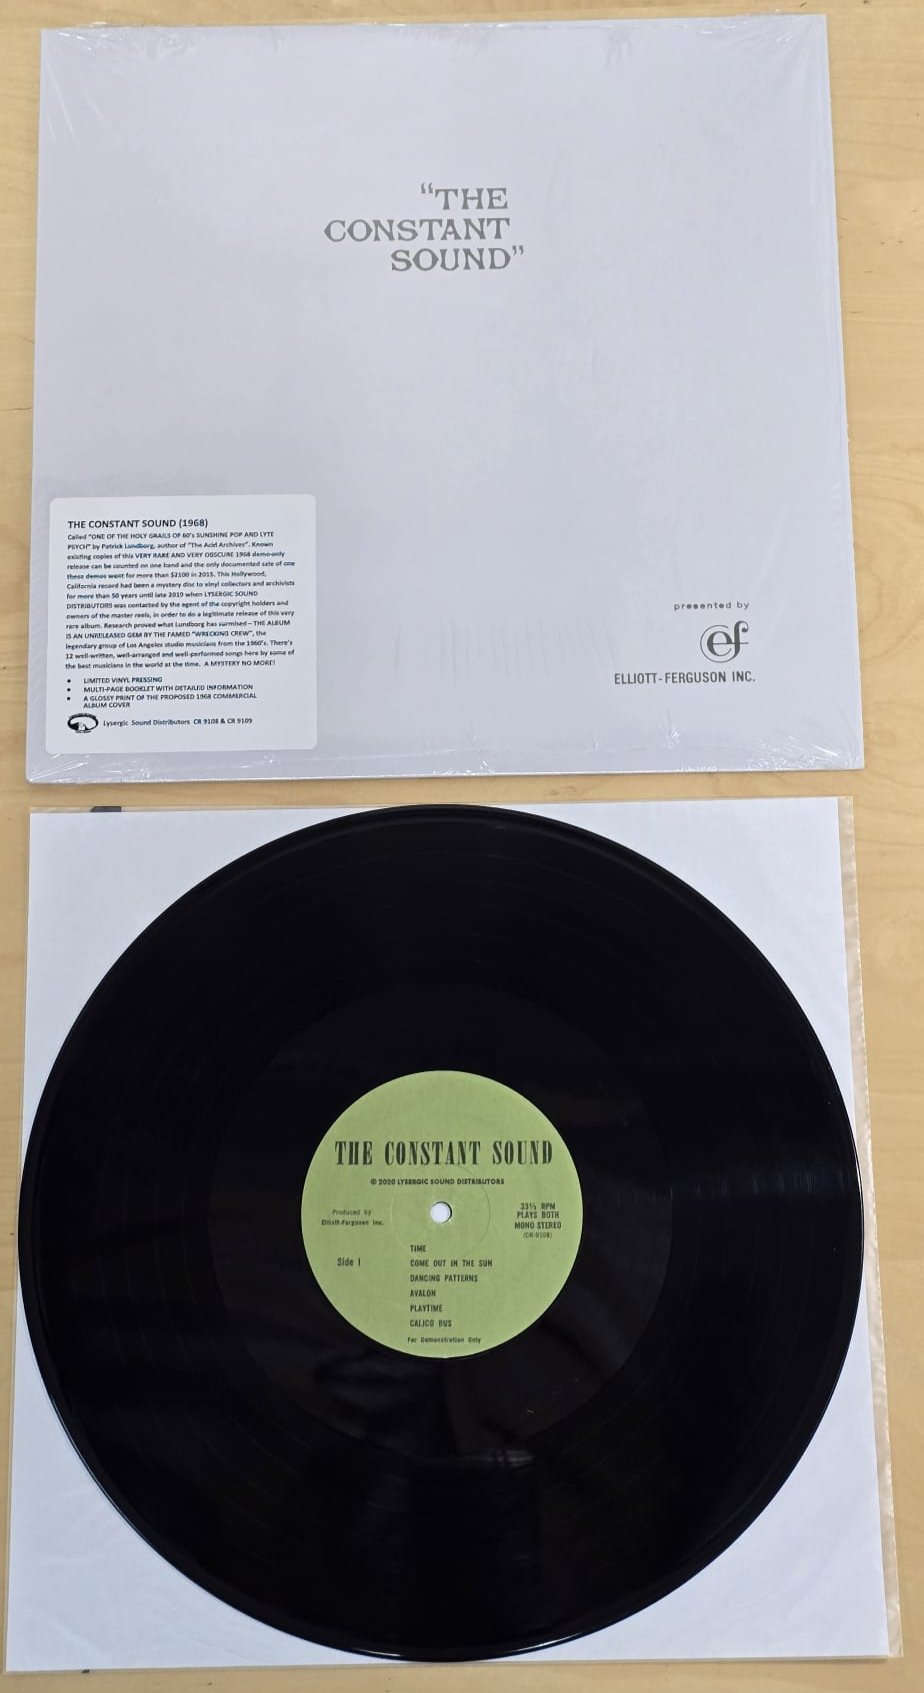 “THE
CONSTANT
SOUND”
THE CONSTANT SOUND (1968)
Called "ONE OF THE HOLY GRAILS OF 60's SUNSHINE POP AND LYTE
PSYCH" by Patrick Lundborg, author of "The Acid Archives". Known
existing copies of this VERY RARE AND VERY OBSCURE 1968 demo-only
release can be counted on one hand and the only documented sale of one
these demos went for more than $2100 in 2015. This Hollywood,
California record had been a mystery disc to vinyl collectors and archivists
for more than 50 years until late 2019 when LYSERGIC SOUND
DISTRIBUTORS was contacted by the agent of the copyright holders and
owners of the master reels, in order to do a legitimate release of this very
rare album. Research proved what Lundborg has surmised – THE ALBUM
IS AN UNRELEASED GEM BY THE FAMED "WRECKING CREW", the
legendary group of Los Angeles studio musicians from the 1960's. There's
12 well-written, well-arranged and well-performed songs here by some of
the best musicians in the world at the time. A MYSTERY NO MORE!
• LIMITED VINYL PRESSING
• MULTI-PAGE BOOKLET WITH DETAILED INFORMATION
• A GLOSSY PRINT OF THE PROPOSED 1968 COMMERCIAL
ALBUM COVER
Lysergic Sound Distributors CR 9108 & CR 9109
presented by
ef
ELLIOTT-FERGUSON INC.
THE CONSTANT SOUND
© 2020 LYSERGIC SOUND DISTRIBUTORS
Produced by
Elliott-Ferguson Inc.
33⅓ RPM
PLAYS BOTH
MONO STEREO
(CR-9108)
Side 1
TIME
COME OUT IN THE SUN
DANCING PATTERNS
AVALON
PLAYTIME
CALICO BUS
For Demonstration Only